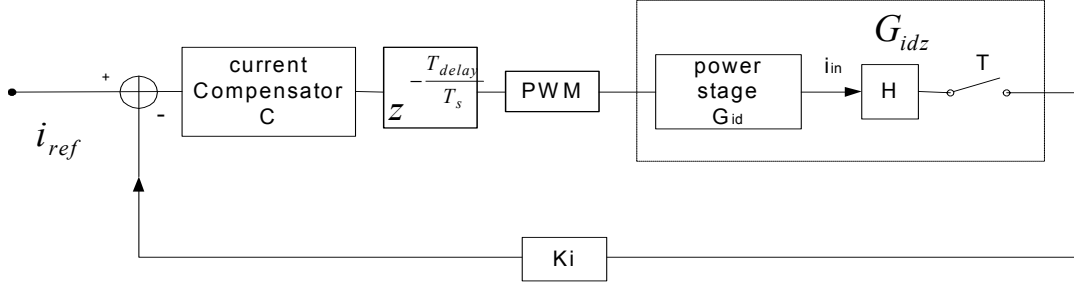 +
-
i_ref
current
Compensator
C
z^-T_delay/T_s
PWM
G_idz
power
stage
G_id
i_in
H
T
Ki